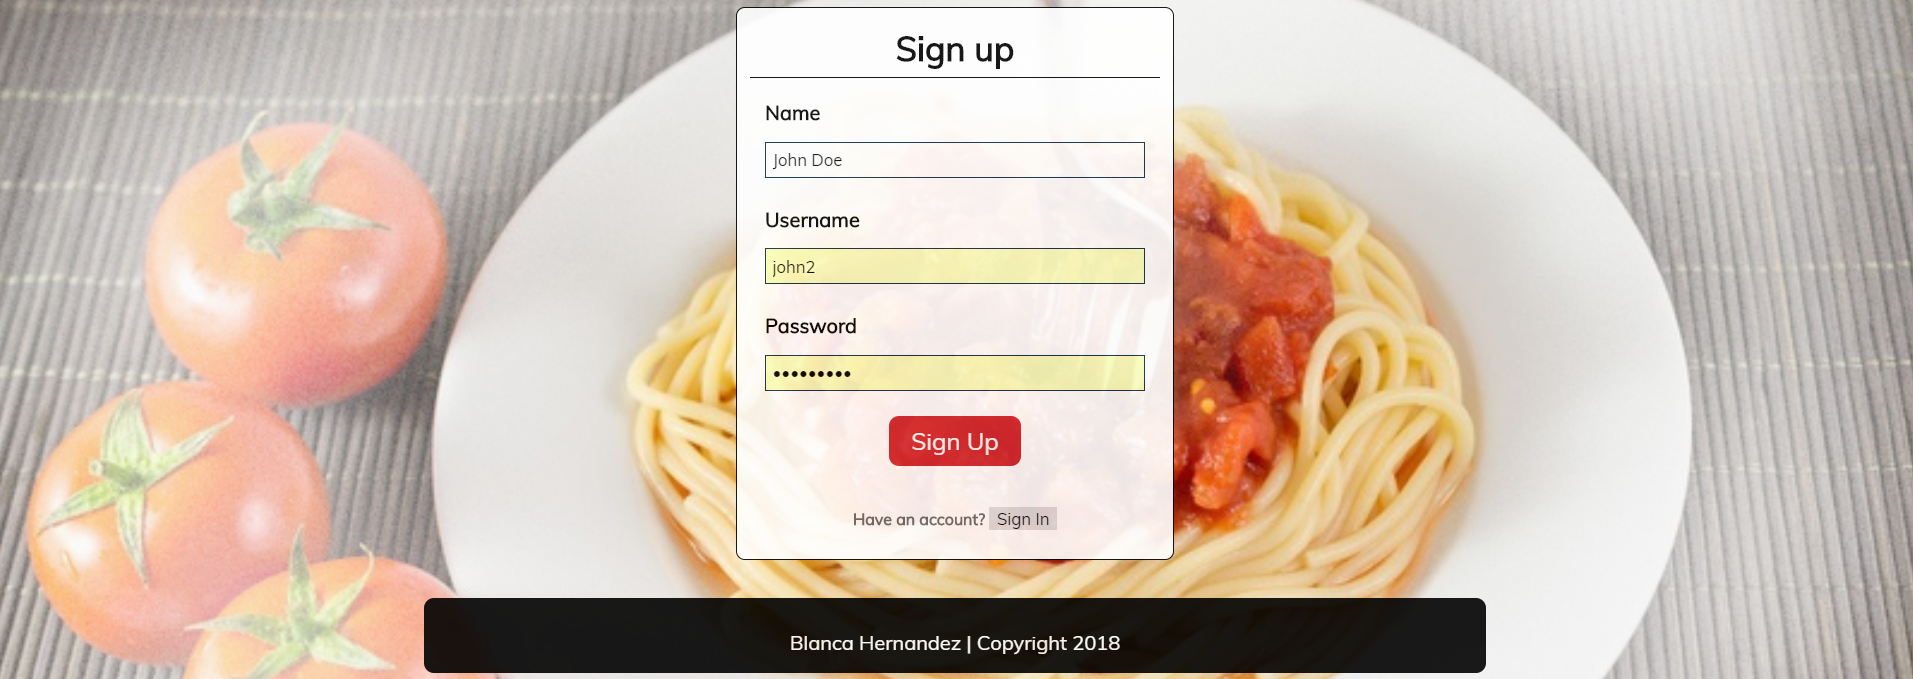 Sign up
Name
John Doe
Username
john2
Password
•••••••••
Sign Up
Have an account? Sign In
Blanca Hernandez | Copyright 2018